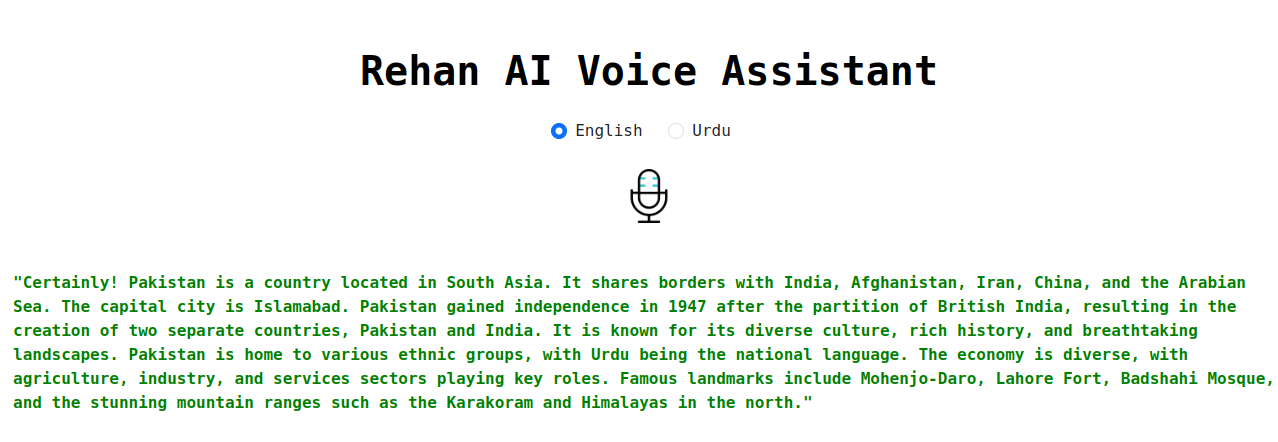 Rehan AI Voice Assistant
English Urdu
"Certainly! Pakistan is a country located in South Asia. It shares borders with India, Afghanistan, Iran, China, and the Arabian
Sea. The capital city is Islamabad. Pakistan gained independence in 1947 after the partition of British India, resulting in the
creation of two separate countries, Pakistan and India. It is known for its diverse culture, rich history, and breathtaking
landscapes. Pakistan is home to various ethnic groups, with Urdu being the national language. The economy is diverse, with
agriculture, industry, and services sectors playing key roles. Famous landmarks include Mohenjo-Daro, Lahore Fort, Badshahi Mosque,
and the stunning mountain ranges such as the Karakoram and Himalayas in the north."